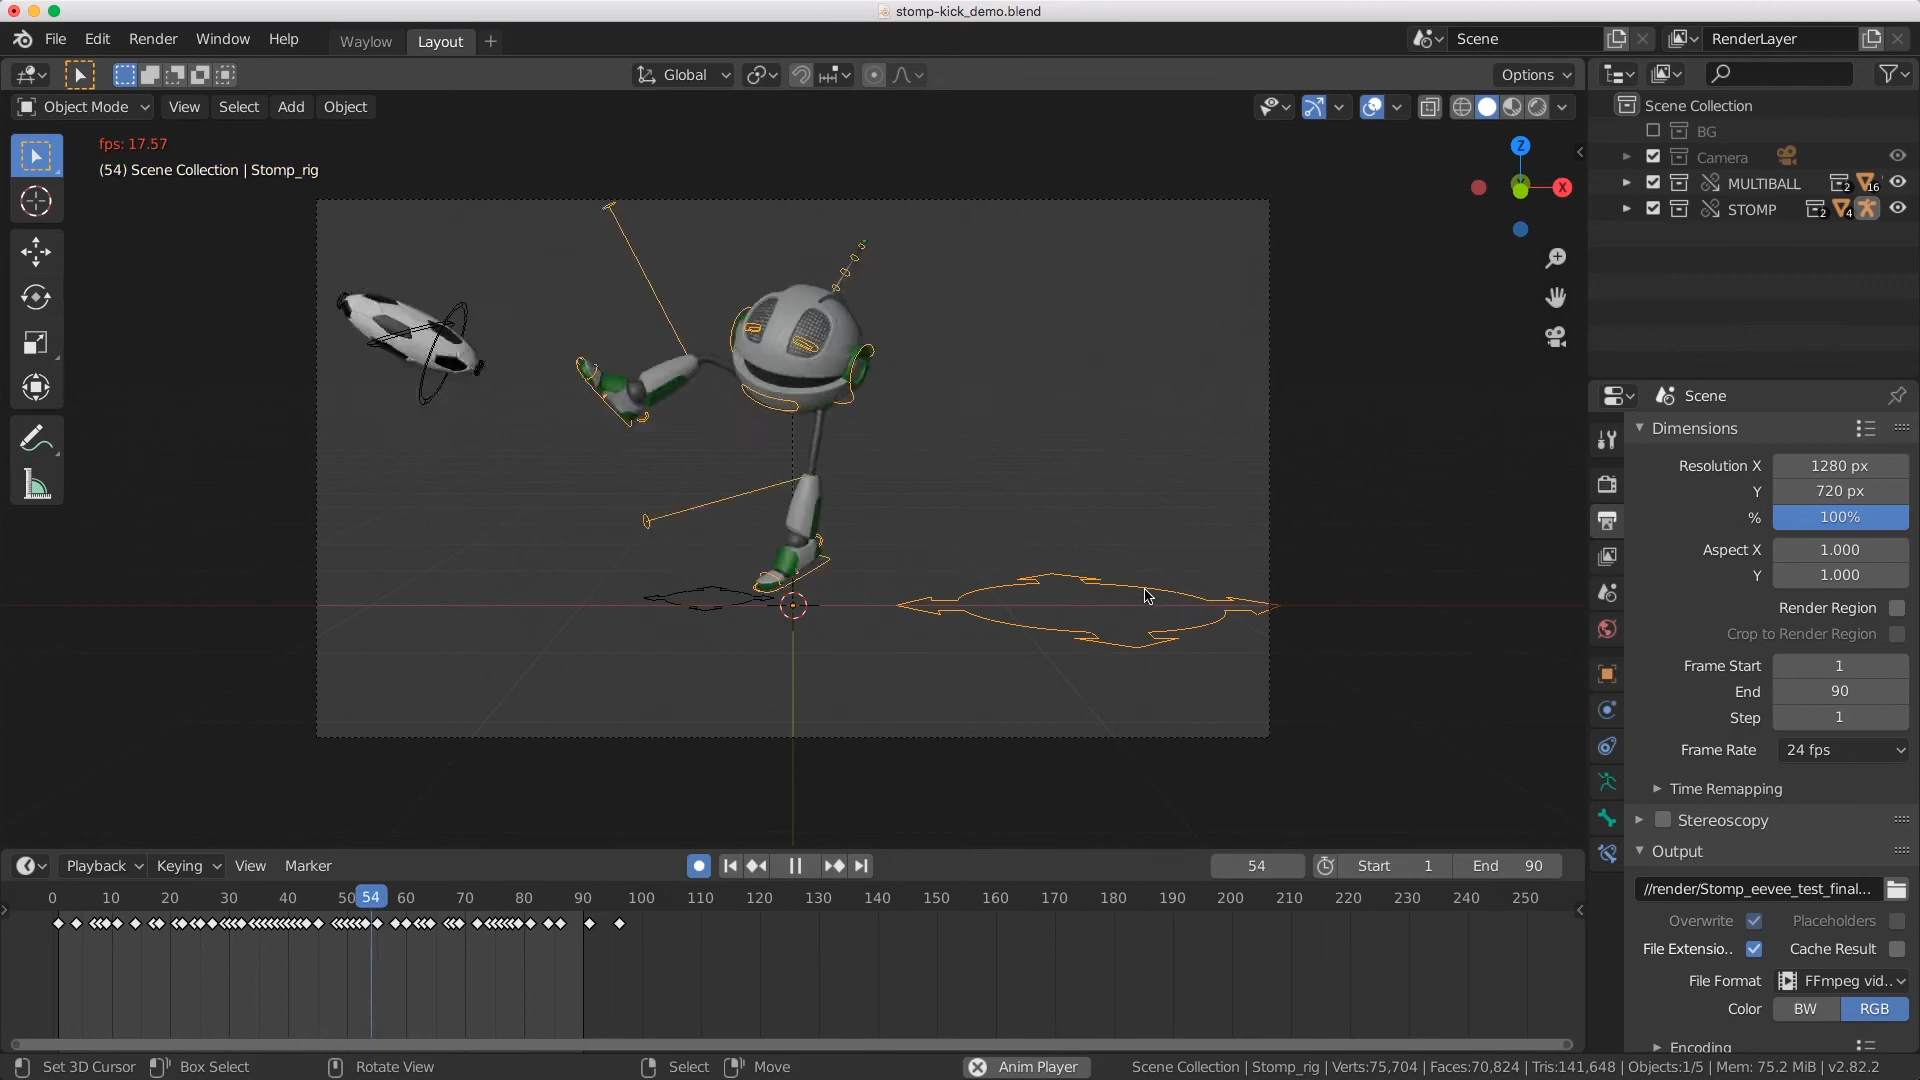 stomp-kick_demo.blend
File Edit Render Window Help Waylow Layout Scene RenderLayer
Global Options
Object Mode View Select Add Object
fps: 17.57
(54) Scene Collection | Stomp_rig
Z
X
Scene Collection
BG
Camera
MULTIBALL 2 16
STOMP 2 4
Scene
Dimensions
Resolution X 1280 px
Y 720 px
% 100%
Aspect X 1.000
Y 1.000
Render Region
Crop to Render Region
Frame Start 1
End 90
Step 1
Frame Rate 24 fps
Time Remapping
Stereoscopy
Output
//render/Stomp_eevee_test_final...
Overwrite Placeholders
File Extensio.. Cache Result
File Format FFmpeg vid..
Color BW RGB
Encoding
Playback Keying View Marker 54 Start 1 End 90
0 10 20 30 40 50 54 60 70 80 90 100 110 120 130 140 150 160 170 180 190 200 210 220 230 240 250
Set 3D Cursor Box Select Rotate View Select Move Anim Player Scene Collection | Stomp_rig | Verts:75,704 | Faces:70,824 | Tris:141,648 | Objects:1/5 | Mem: 75.2 MiB | v2.82.2